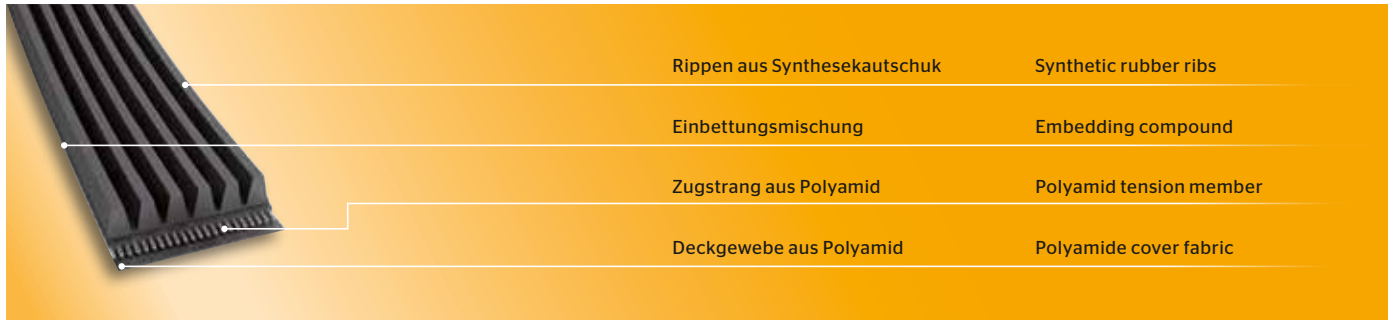 Rippen aus Synthesekautschuk Synthetic rubber ribs
Einbettungsmischung Embedding compound
Zugstrang aus Polyamid Polyamid tension member
Deckgewebe aus Polyamid Polyamide cover fabric